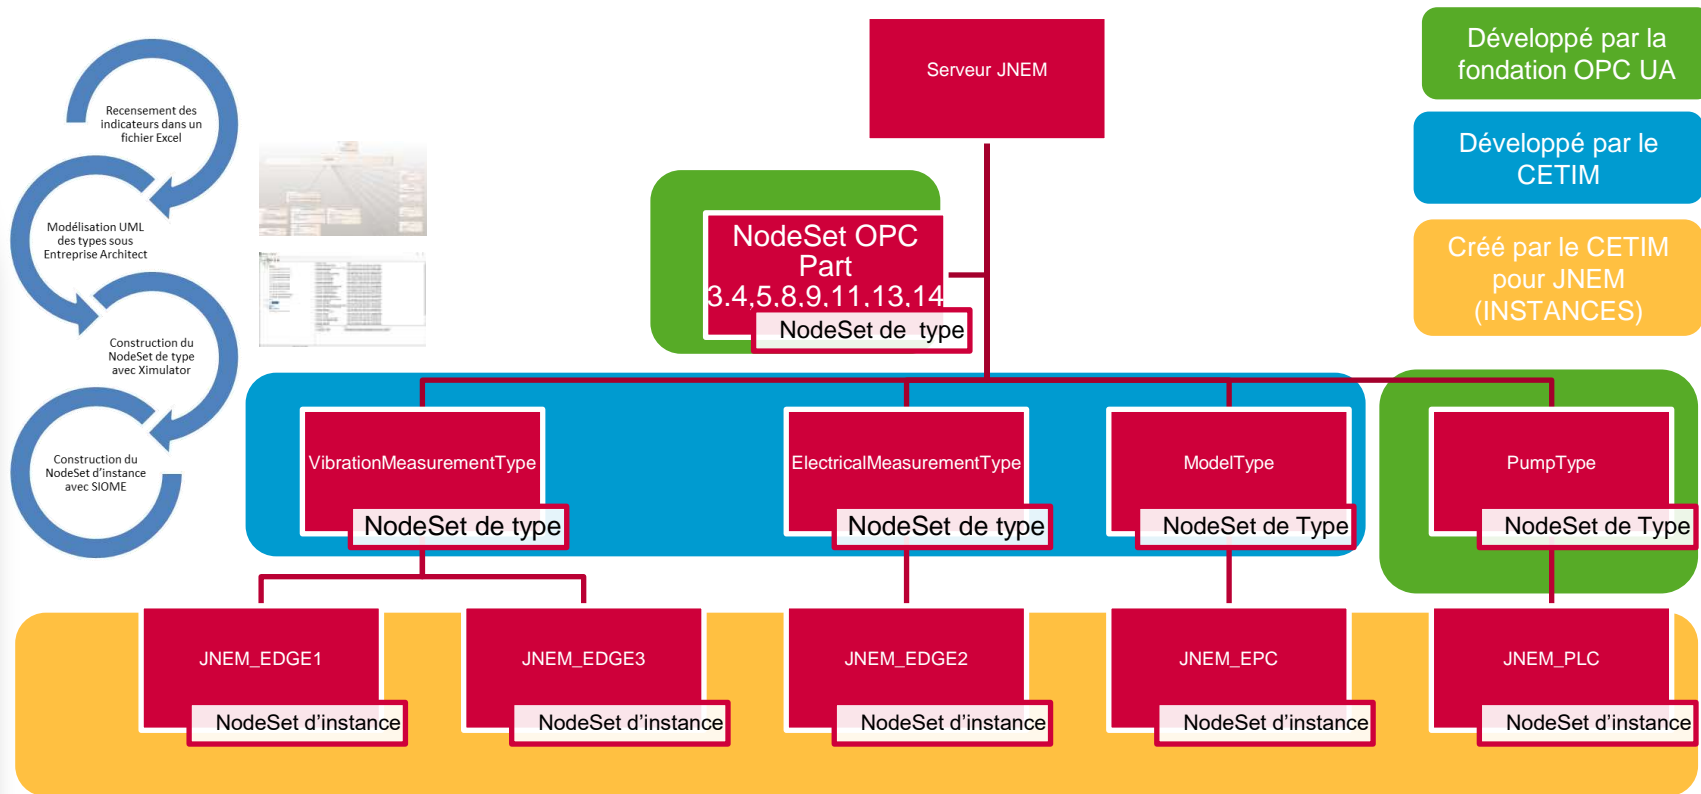 Serveur JNEM
Développé par la
fondation OPC UA
Développé par le
CETIM
Créé par le CETIM
pour JNEM
(INSTANCES)
Recensement des
indicateurs dans un
fichier Excel
Modélisation UML
des types sous
Entreprise Architect
Construction du
NodeSet de type
avec Ximulator
Construction du
NodeSet d'instance
avec SIOME
NodeSet OPC
Part
3.4,5,8,9,11,13,14
NodeSet de type
VibrationMeasurementType
NodeSet de type
ElectricalMeasurementType
NodeSet de type
ModelType
NodeSet de Type
PumpType
NodeSet de Type
JNEM_EDGE1
NodeSet d'instance
JNEM_EDGE3
NodeSet d'instance
JNEM_EDGE2
NodeSet d'instance
JNEM_EPC
NodeSet d'instance
JNEM_PLC
NodeSet d'instance